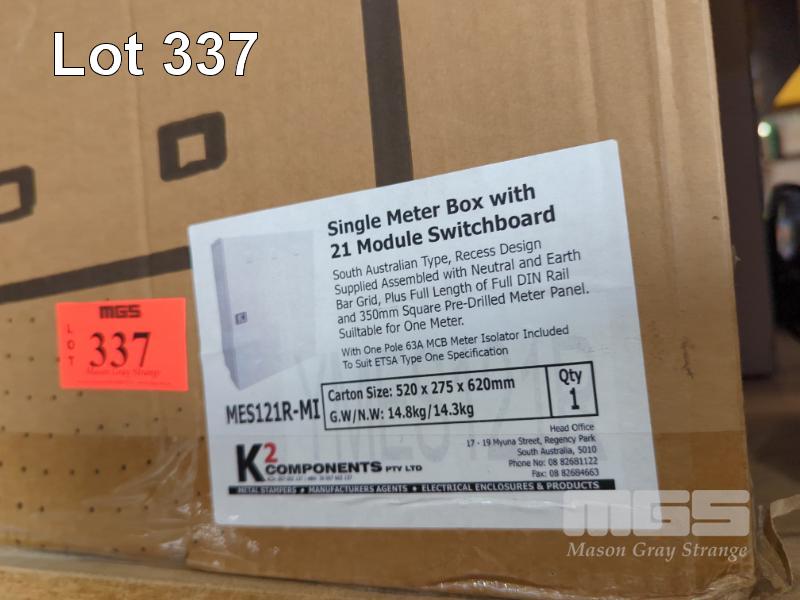 Lot 337
MGS
LOT
337
Mason Gray Strange
Single Meter Box with
21 Module Switchboard
South Australian Type, Recess Design
Supplied Assembled with Neutral and Earth
Bar Grid, Plus Full Length of Full DIN Rail
and 350mm Square Pre-Drilled Meter Panel.
Suiltable for One Meter.
With One Pole 63A MCB Meter Isolator Included
To Suit ETSA Type One Specification
MES121R-MI
Carton Size: 520 x 275 x 620mm
G.W/N.W: 14.8kg/14.3kg
Qty
1
K2 COMPONENTS PTY LTD
Head Office
17 - 19 Myuna Street, Regency Park
South Australia, 5010
Phone No: 08 82681122
Fax: 08 82684663
METAL STAMPERS • MANUFACTURERS AGENTS • ELECTRICAL ENCLOSURES & PRODUCTS
MGS
Mason Gray Strange